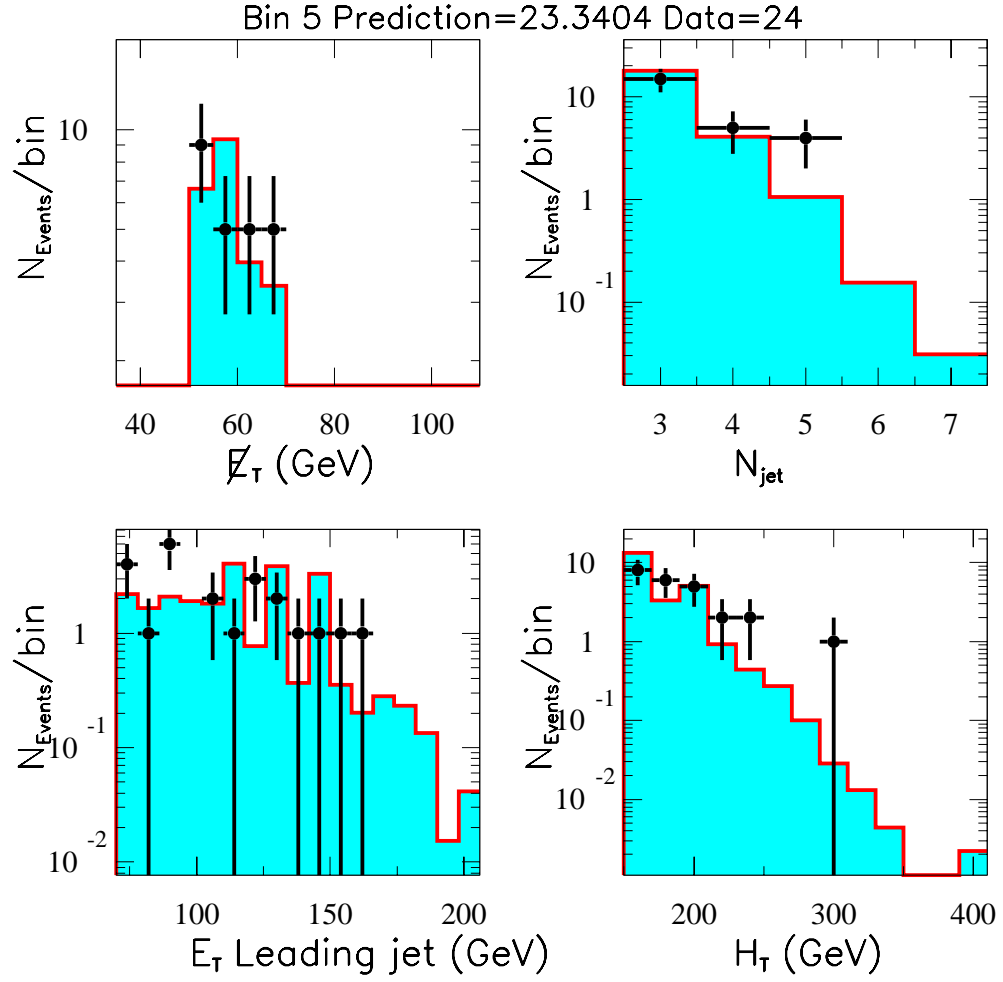 Bin 5 Prediction=23.3404 Data=24
N_Events/bin
10
40 60 80 100
E̸_T (GeV)
N_Events/bin
10
1
10^-1
3 4 5 6 7
N_jet
N_Events/bin
1
10^-1
10^-2
100 150 200
E_T Leading jet (GeV)
N_Events/bin
10
1
10^-1
10^-2
200 300 400
H_T (GeV)